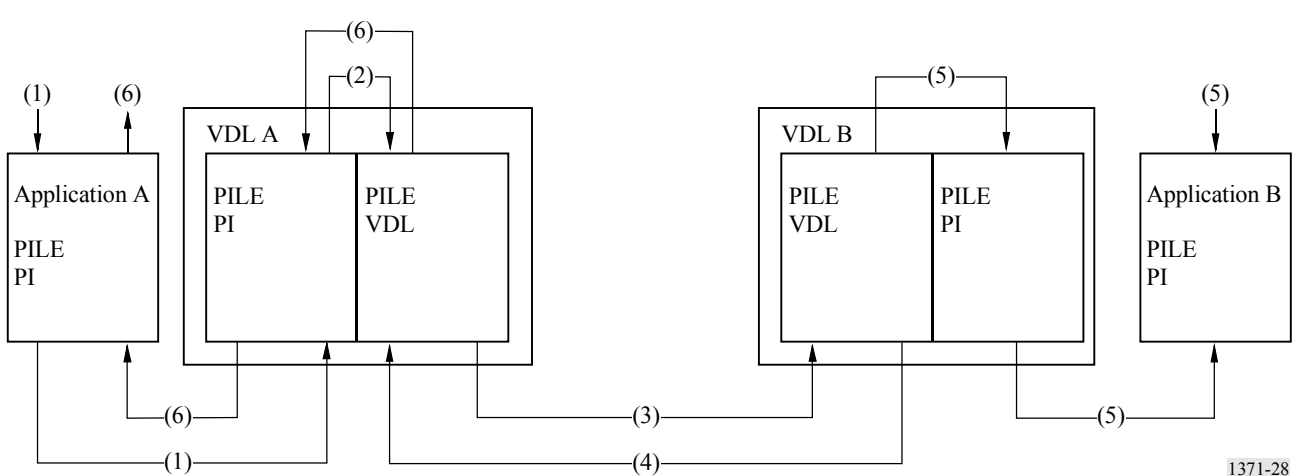 (6)
(2)
(5)
(1)
(6)
(5)
VDL A
VDL B
Application A
PILE
PI
PILE
PI
PILE
VDL
PILE
VDL
PILE
PI
Application B
PILE
PI
(6)
(3)
(5)
(1)
(4)
1371-28